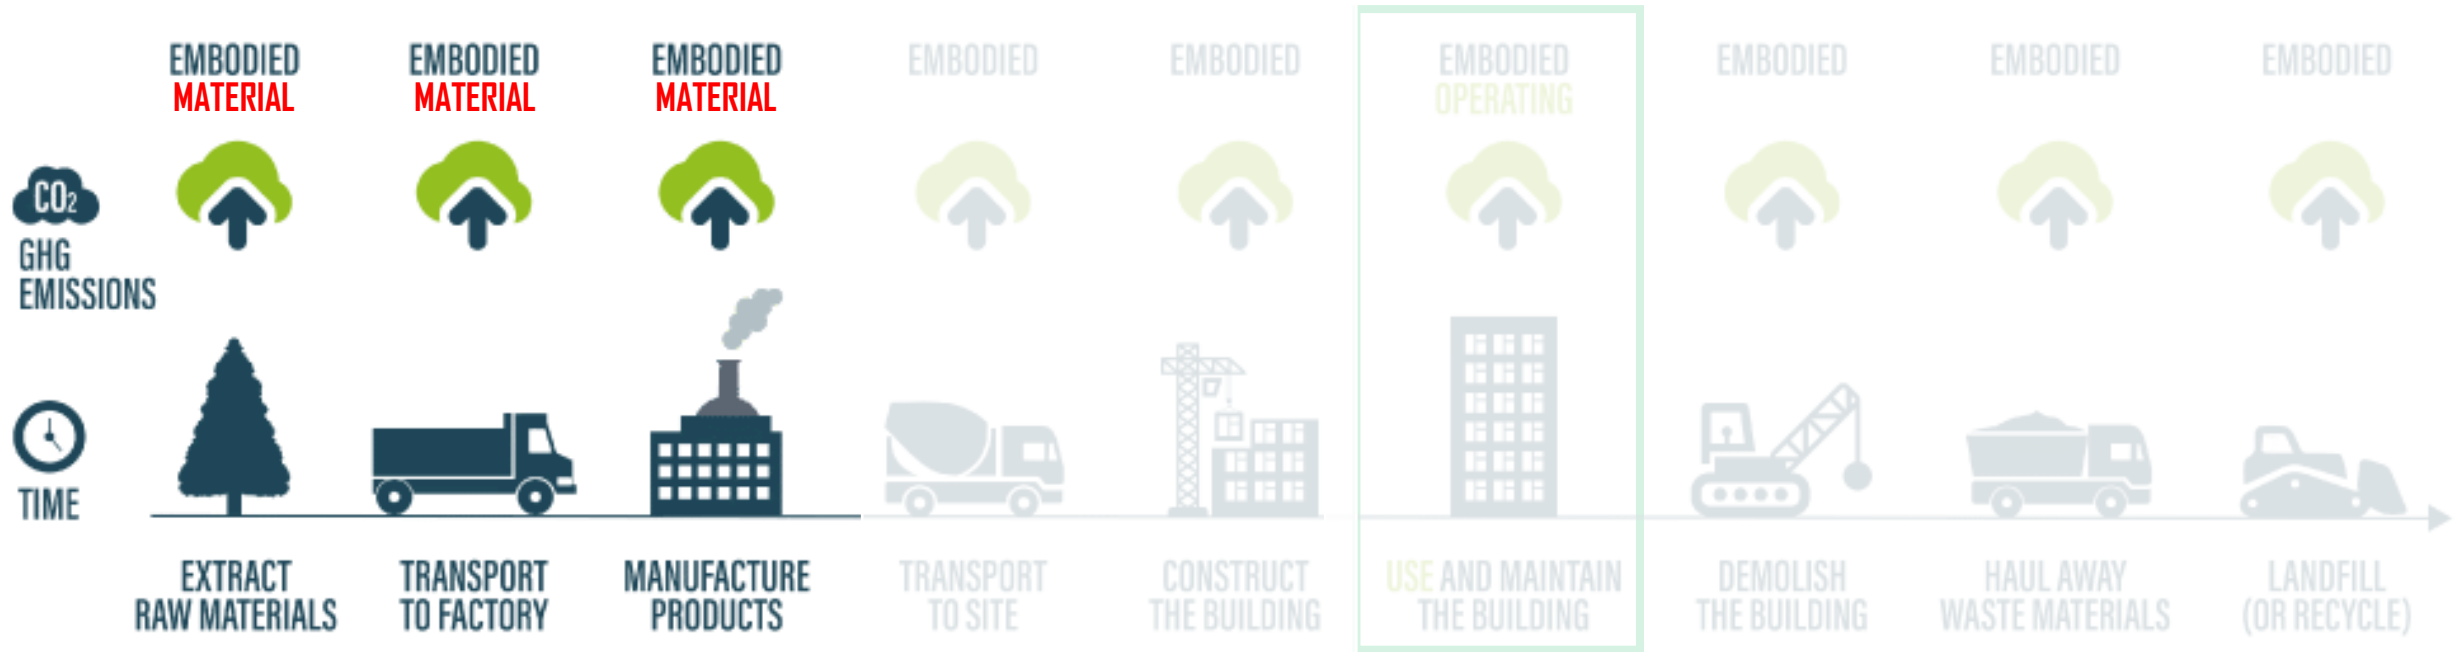 EMBODIED
MATERIAL
EMBODIED
MATERIAL
EMBODIED
MATERIAL
EMBODIED
EMBODIED
EMBODIED
OPERATING
EMBODIED
EMBODIED
EMBODIED
CO₂
GHG
EMISSIONS
TIME
EXTRACT
RAW MATERIALS
TRANSPORT
TO FACTORY
MANUFACTURE
PRODUCTS
TRANSPORT
TO SITE
CONSTRUCT
THE BUILDING
USE AND MAINTAIN
THE BUILDING
DEMOLISH
THE BUILDING
HAUL AWAY
WASTE MATERIALS
LANDFILL
(OR RECYCLE)